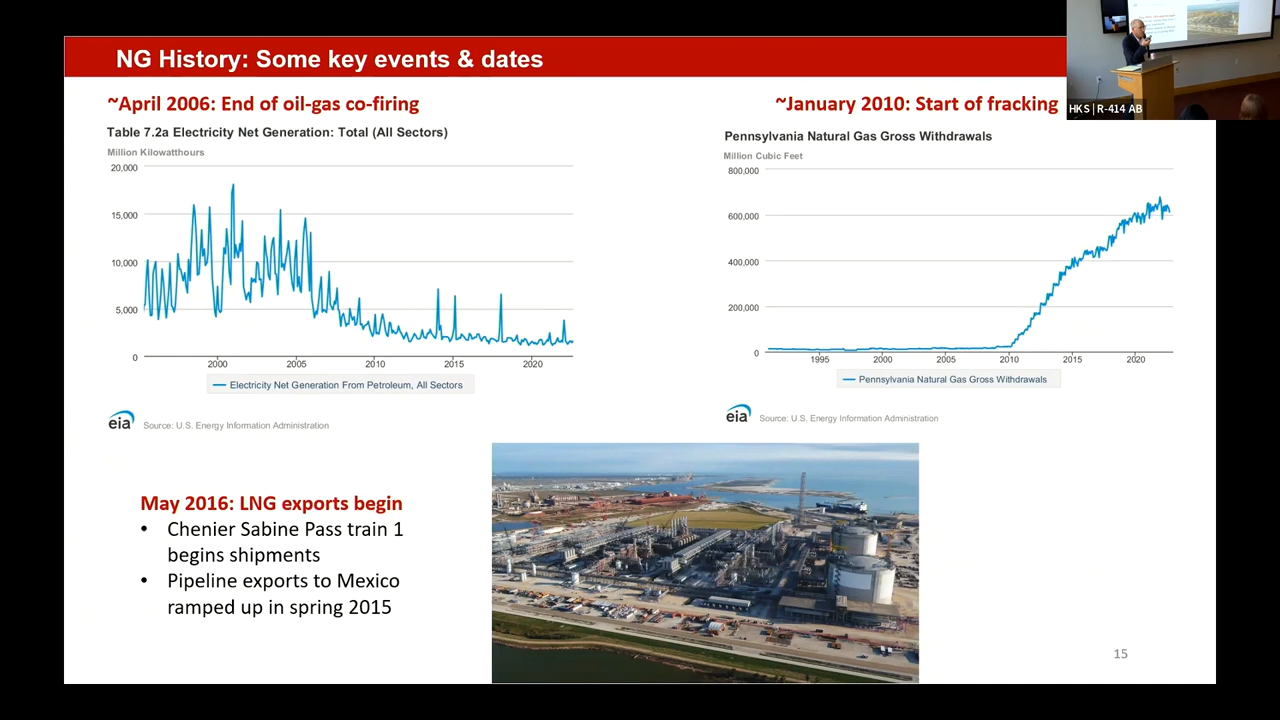 NG History: Some key events & dates
HKS | R-414 AB
~April 2006: End of oil-gas co-firing
Table 7.2a Electricity Net Generation: Total (All Sectors)
Million Kilowatthours
20,000
15,000
10,000
5,000
0
2000
2005
2010
2015
2020
Electricity Net Generation From Petroleum, All Sectors
eia
Source: U.S. Energy Information Administration
~January 2010: Start of fracking
Pennsylvania Natural Gas Gross Withdrawals
Million Cubic Feet
800,000
600,000
400,000
200,000
0
1995
2000
2005
2010
2015
2020
Pennsylvania Natural Gas Gross Withdrawals
eia
Source: U.S. Energy Information Administration
May 2016: LNG exports begin
• Chenier Sabine Pass train 1
begins shipments
• Pipeline exports to Mexico
ramped up in spring 2015
15